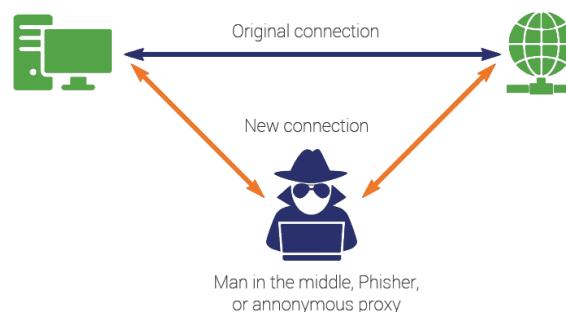 Original connection
New connection
Man in the middle, Phisher,
or annonymous proxy